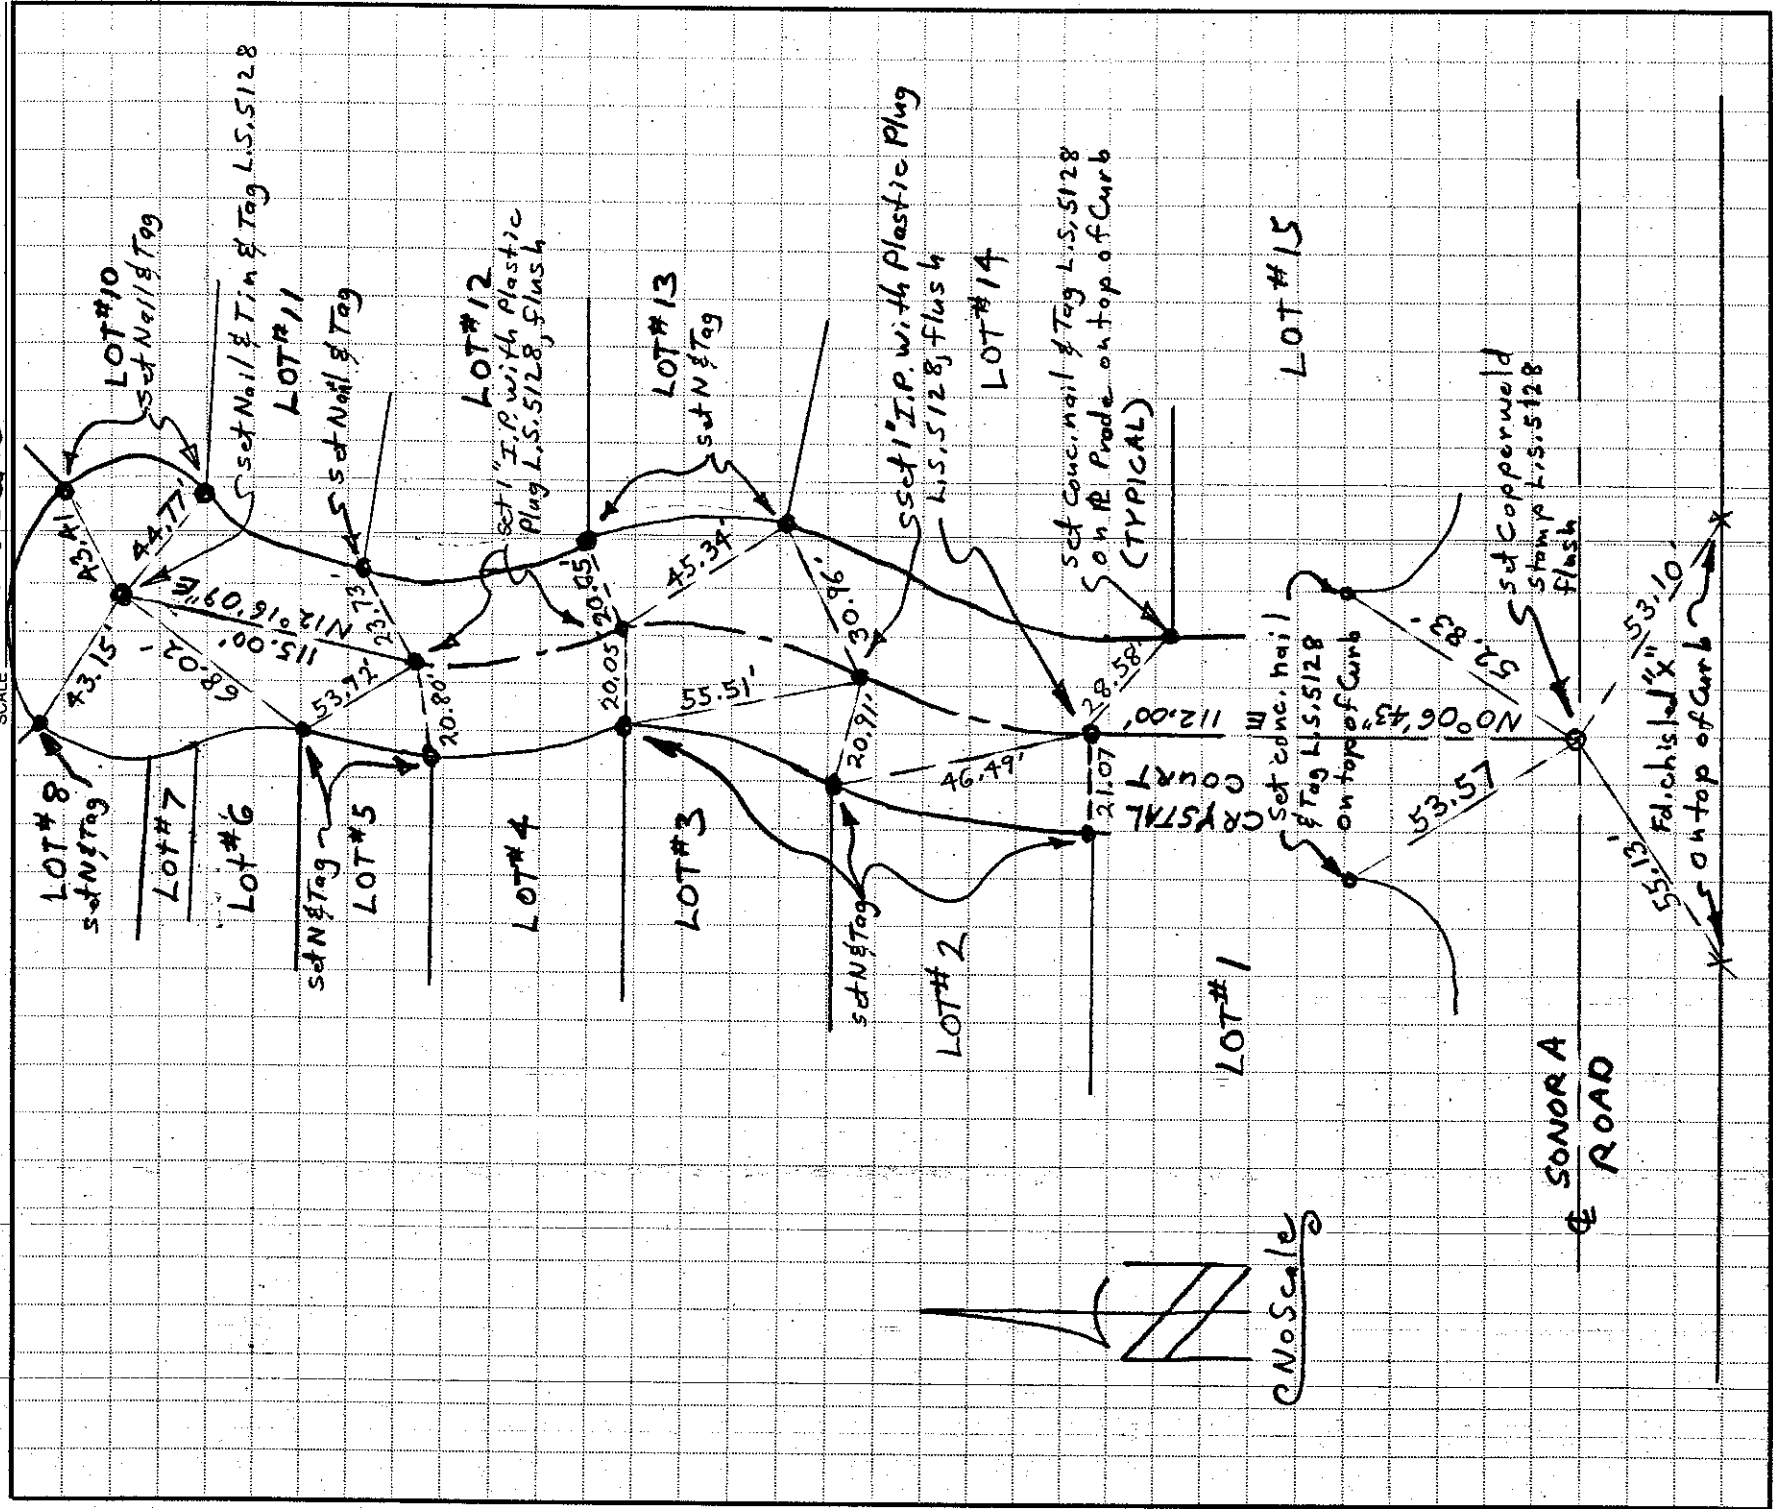 SCALE
LOT #10
set Nail & Tag
set Nail & Tin & Tag L.S. 5128
LOT #11
set Nail & Tag
LOT #12
set 1" I.P. with Plastic
Plug L.S. 5128, flush
LOT #13
set N & Tag
set 1" I.P. with Plastic Plug
L.S. 5128, flush
LOT #14
set conc. nail & Tag L.S. 5128
on PL Prode on top of Curb
(TYPICAL)
LOT #15
set Copperweld
stamp L.S. 5128
flush
42.41
44.77'
43.15'
N12°16'09"E
115.00'
68.02'
23.73'
53.72'
20.80'
20.05'
20.05'
45.34'
55.51'
30.96'
20.91'
46.49'
28.58'
21.07
112.00'
N0°06'43"E
CRYSTAL
COURT
set conc. nail
& Tag L.S. 5128
on top of Curb
52.83'
53.57
53.10'
55.13'
Fd. chisled "X"
on top of Curb
LOT #8
set N & Tag
LOT #7
LOT #6
set N & Tag
LOT #5
LOT #4
LOT #3
set N & Tag
LOT #2
LOT #1
SONORA
ROAD
No Scale